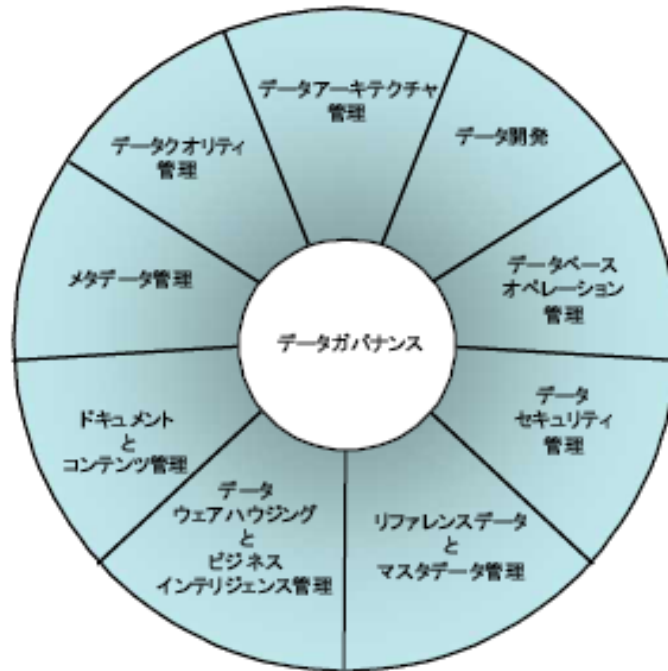 データアーキテクチャ
管理
データ開発
データベース
オペレーション
管理
データ
セキュリティ
管理
リファレンスデータ
と
マスタデータ管理
データ
ウェアハウジング
と
ビジネス
インテリジェンス管理
ドキュメント
と
コンテンツ管理
メタデータ管理
データクオリティ
管理
データガバナンス